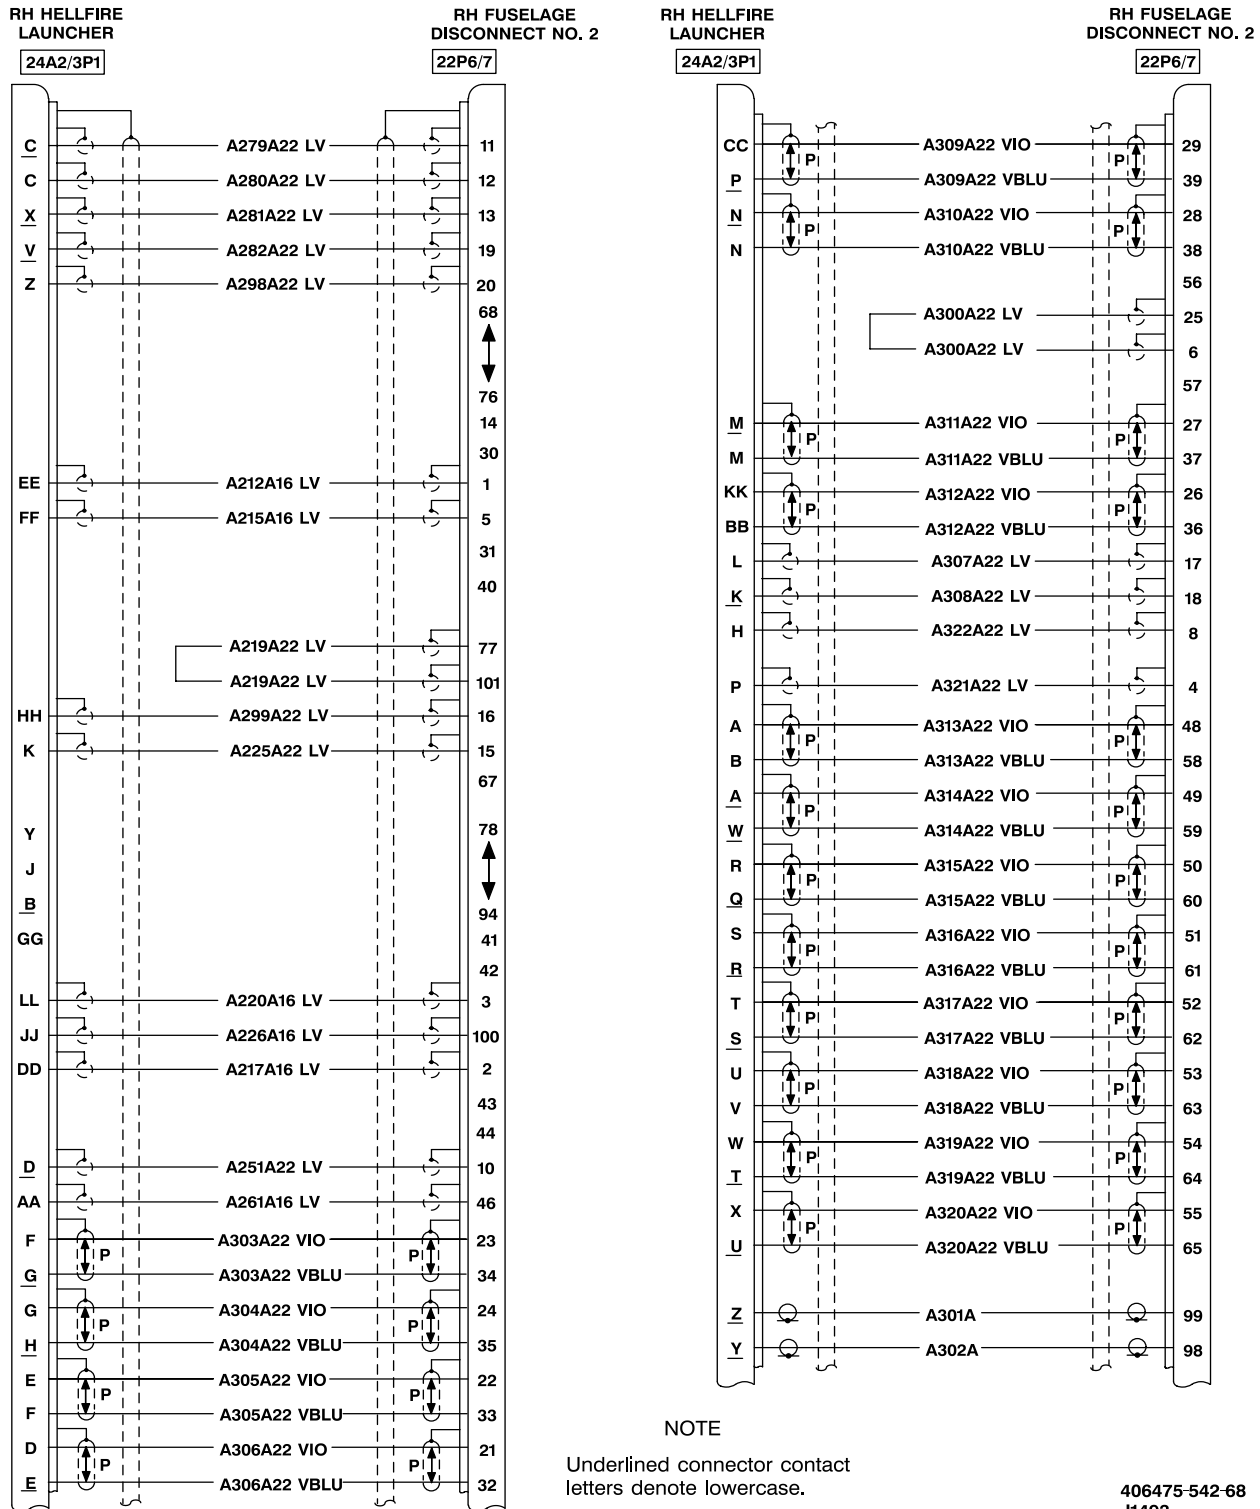 RH HELLFIRE
LAUNCHER
24A2/3P1
RH FUSELAGE
DISCONNECT NO. 2
22P6/7
C A279A22 LV 11
C A280A22 LV 12
X A281A22 LV 13
V A282A22 LV 19
Z A298A22 LV 20
68
76
14
30
EE A212A16 LV 1
FF A215A16 LV 5
31
40
A219A22 LV 77
A219A22 LV 101
HH A299A22 LV 16
K A225A22 LV 15
67
Y 78
J
B 94
GG 41
42
LL A220A16 LV 3
JJ A226A16 LV 100
DD A217A16 LV 2
43
44
D A251A22 LV 10
AA A261A16 LV 46
F A303A22 VIO 23
P P
G A303A22 VBLU 34
G A304A22 VIO 24
P P
H A304A22 VBLU 35
E A305A22 VIO 22
P P
F A305A22 VBLU 33
D A306A22 VIO 21
P P
E A306A22 VBLU 32
RH HELLFIRE
LAUNCHER
24A2/3P1
RH FUSELAGE
DISCONNECT NO. 2
22P6/7
CC A309A22 VIO 29
P P
P A309A22 VBLU 39
N A310A22 VIO 28
P P
N A310A22 VBLU 38
56
A300A22 LV 25
A300A22 LV 6
57
M A311A22 VIO 27
P P
M A311A22 VBLU 37
KK A312A22 VIO 26
P P
BB A312A22 VBLU 36
L A307A22 LV 17
K A308A22 LV 18
H A322A22 LV 8
P A321A22 LV 4
A A313A22 VIO 48
P P
B A313A22 VBLU 58
A A314A22 VIO 49
P P
W A314A22 VBLU 59
R A315A22 VIO 50
P P
Q A315A22 VBLU 60
S A316A22 VIO 51
P P
R A316A22 VBLU 61
T A317A22 VIO 52
P P
S A317A22 VBLU 62
U A318A22 VIO 53
P P
V A318A22 VBLU 63
W A319A22 VIO 54
P P
T A319A22 VBLU 64
X A320A22 VIO 55
P P
U A320A22 VBLU 65
Z A301A 99
Y A302A 98
NOTE
Underlined connector contact
letters denote lowercase.
406475-542-68